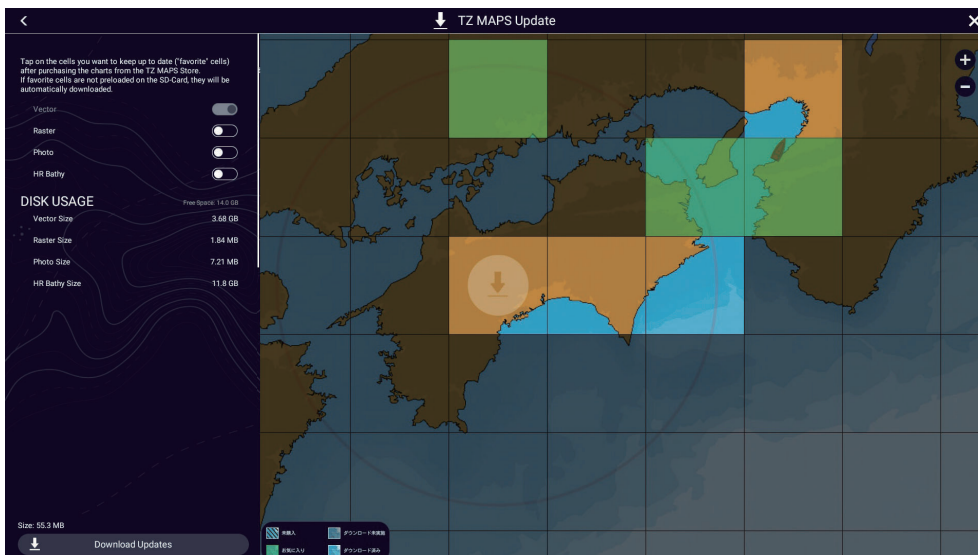 TZ MAPS Update
Tap on the cells you want to keep up to date ("favorite" cells)
after purchasing the charts from the TZ MAPS Store.
If favorite cells are not preloaded on the SD-Card, they will be
automatically downloaded.
Vector
Raster
Photo
HR Bathy
DISK USAGE Free Space: 14.0 GB
Vector Size 3.68 GB
Raster Size 1.84 MB
Photo Size 7.21 MB
HR Bathy Size 11.8 GB
Size: 55.3 MB
Download Updates
未購入 ダウンロード未実施
お気に入り ダウンロード済み